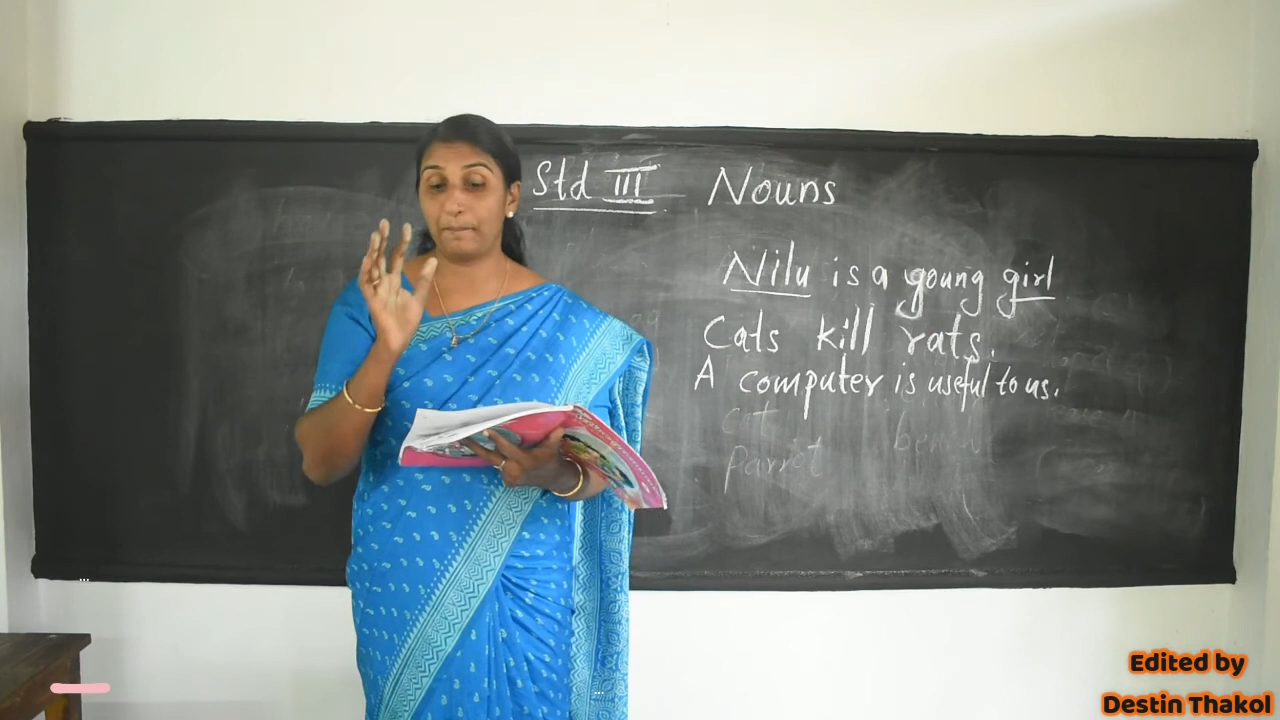 Std III Nouns
Nilu is a young girl
Cats kill rats.
A computer is useful to us.
cat
parrot
Edited by
Destin Thakol